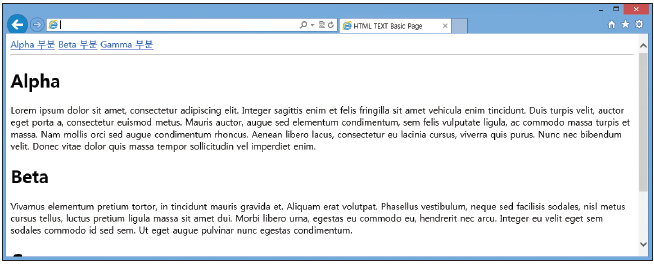 HTML TEXT Basic Page
Alpha 부분 Beta 부분 Gamma 부분
Alpha
Lorem ipsum dolor sit amet, consectetur adipiscing elit. Integer sagittis enim et felis fringilla sit amet vehicula enim tincidunt. Duis turpis velit, auctor
eget porta a, consectetur euismod metus. Mauris auctor, augue sed elementum condimentum, sem felis vulputate ligula, ac commodo massa turpis et
massa. Nam mollis orci sed augue condimentum rhoncus. Aenean libero lacus, consectetur eu lacinia cursus, viverra quis purus. Nunc nec bibendum
velit. Donec vitae dolor quis massa tempor sollicitudin vel imperdiet enim.
Beta
Vivamus elementum pretium tortor, in tincidunt mauris gravida et. Aliquam erat volutpat. Phasellus vestibulum, neque sed facilisis sodales, nisl metus
cursus tellus, luctus pretium ligula massa sit amet dui. Morbi libero urna, egestas eu commodo eu, hendrerit nec arcu. Integer eu velit eget sem
sodales commodo id sed sem. Ut eget augue pulvinar nunc egestas condimentum.